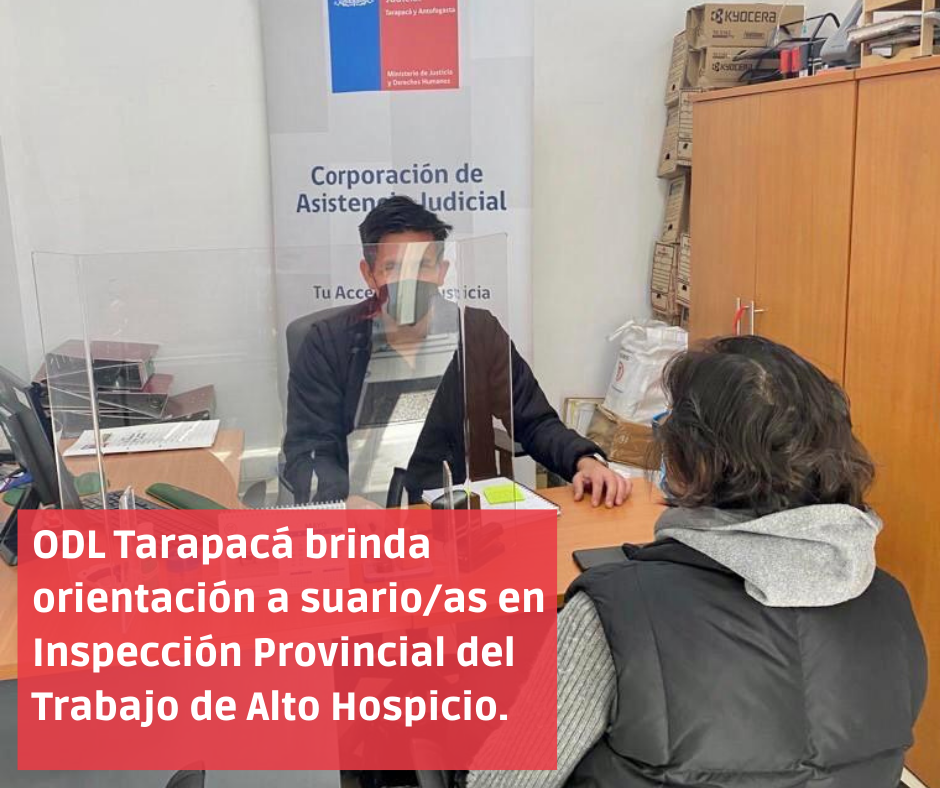 Tarapacá y Antofagasta
Ministerio de Justicia
y Derechos Humanos
KYOCERA
KYOCERA
Corporación de
Judicial
Tu
ODL Tarapacá brinda
orientación a suario/as en
Inspección Provincial del
Trabajo de Alto Hospicio.